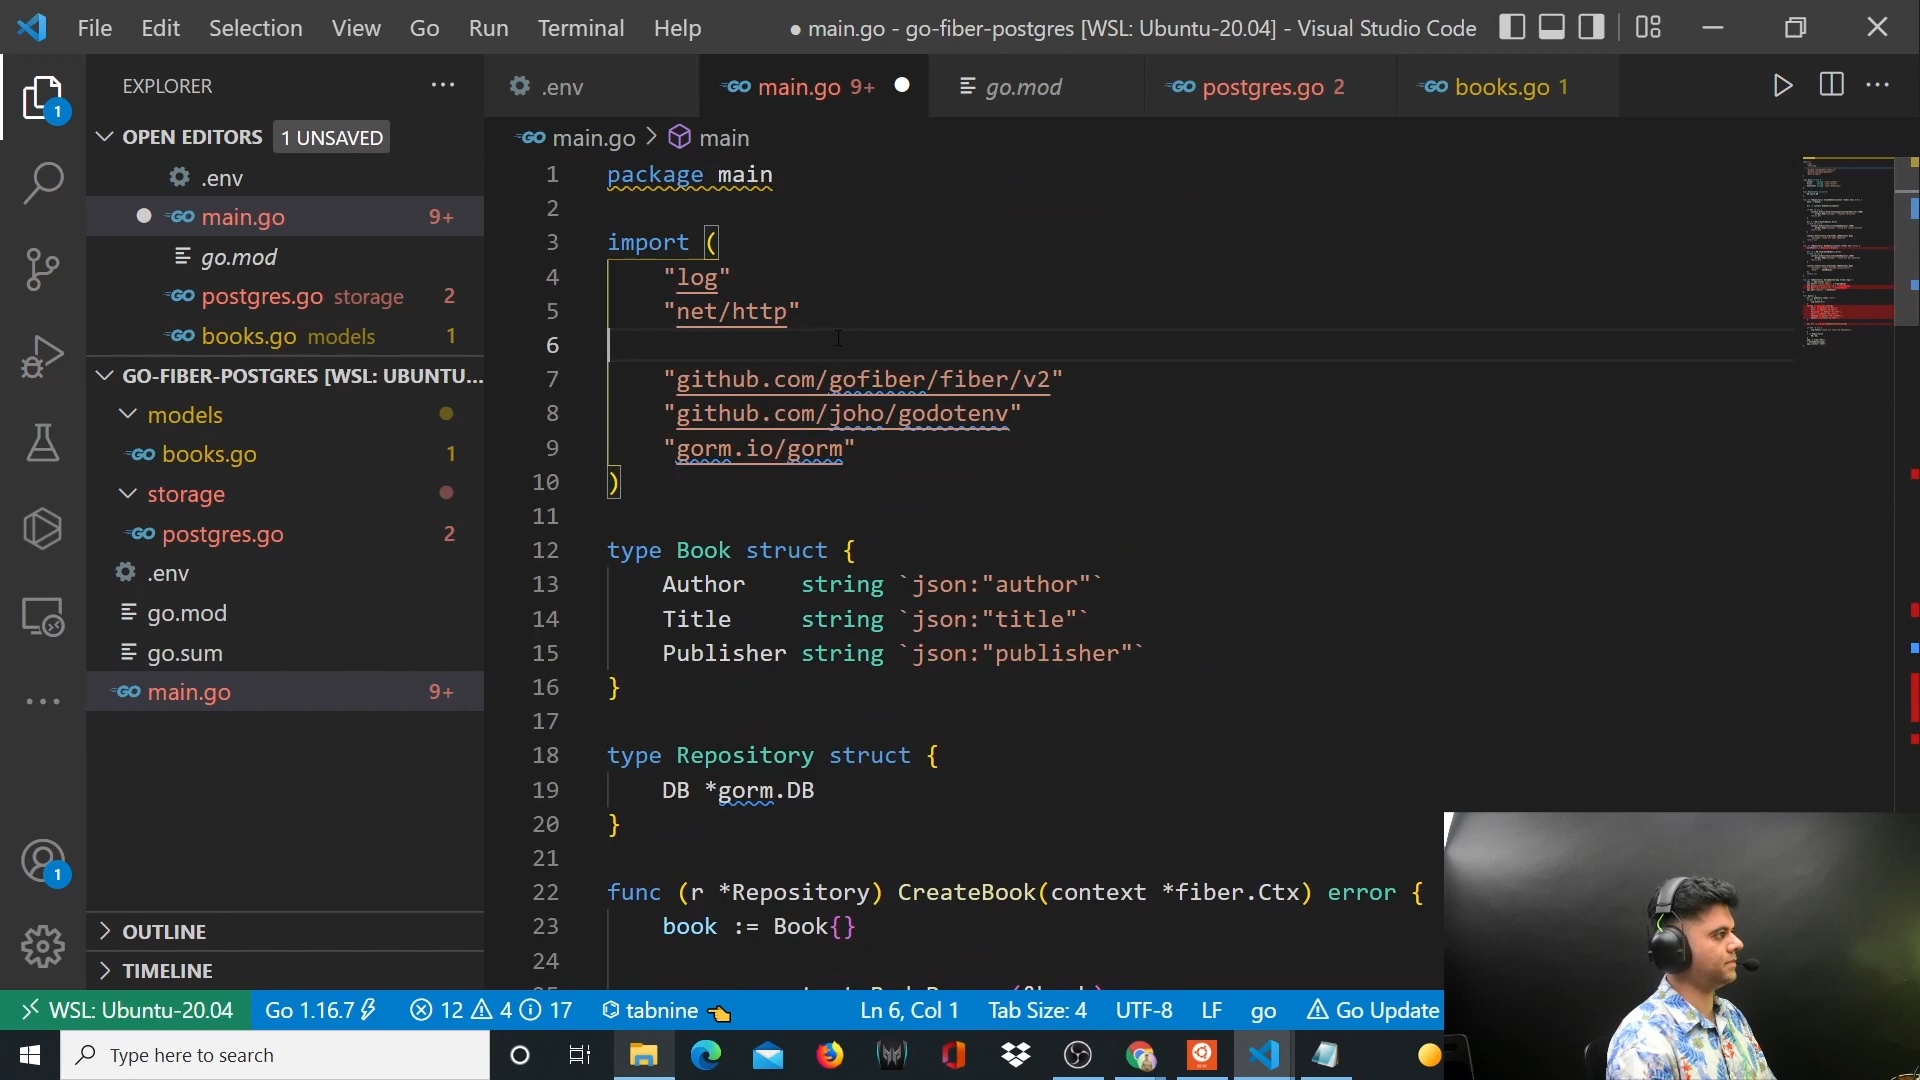 File Edit Selection View Go Run Terminal Help
● main.go - go-fiber-postgres [WSL: Ubuntu-20.04] - Visual Studio Code
EXPLORER
OPEN EDITORS 1 UNSAVED
.env
main.go 9+
go.mod
postgres.go storage 2
books.go models 1
GO-FIBER-POSTGRES [WSL: UBUNTU...
models
books.go 1
storage
postgres.go 2
.env
go.mod
go.sum
main.go 9+
OUTLINE
TIMELINE
1
1
.env
main.go 9+
go.mod
postgres.go 2
books.go 1
main.go > main
1 package main
2
3 import (
4 "log"
5 "net/http"
6
7 "github.com/gofiber/fiber/v2"
8 "github.com/joho/godotenv"
9 "gorm.io/gorm"
10 )
11
12 type Book struct {
13 Author string `json:"author"`
14 Title string `json:"title"`
15 Publisher string `json:"publisher"`
16 }
17
18 type Repository struct {
19 DB *gorm.DB
20 }
21
22 func (r *Repository) CreateBook(context *fiber.Ctx) error {
23 book := Book{}
24
WSL: Ubuntu-20.04 Go 1.16.7 12 4 17 tabnine Ln 6, Col 1 Tab Size: 4 UTF-8 LF go Go Update
Type here to search